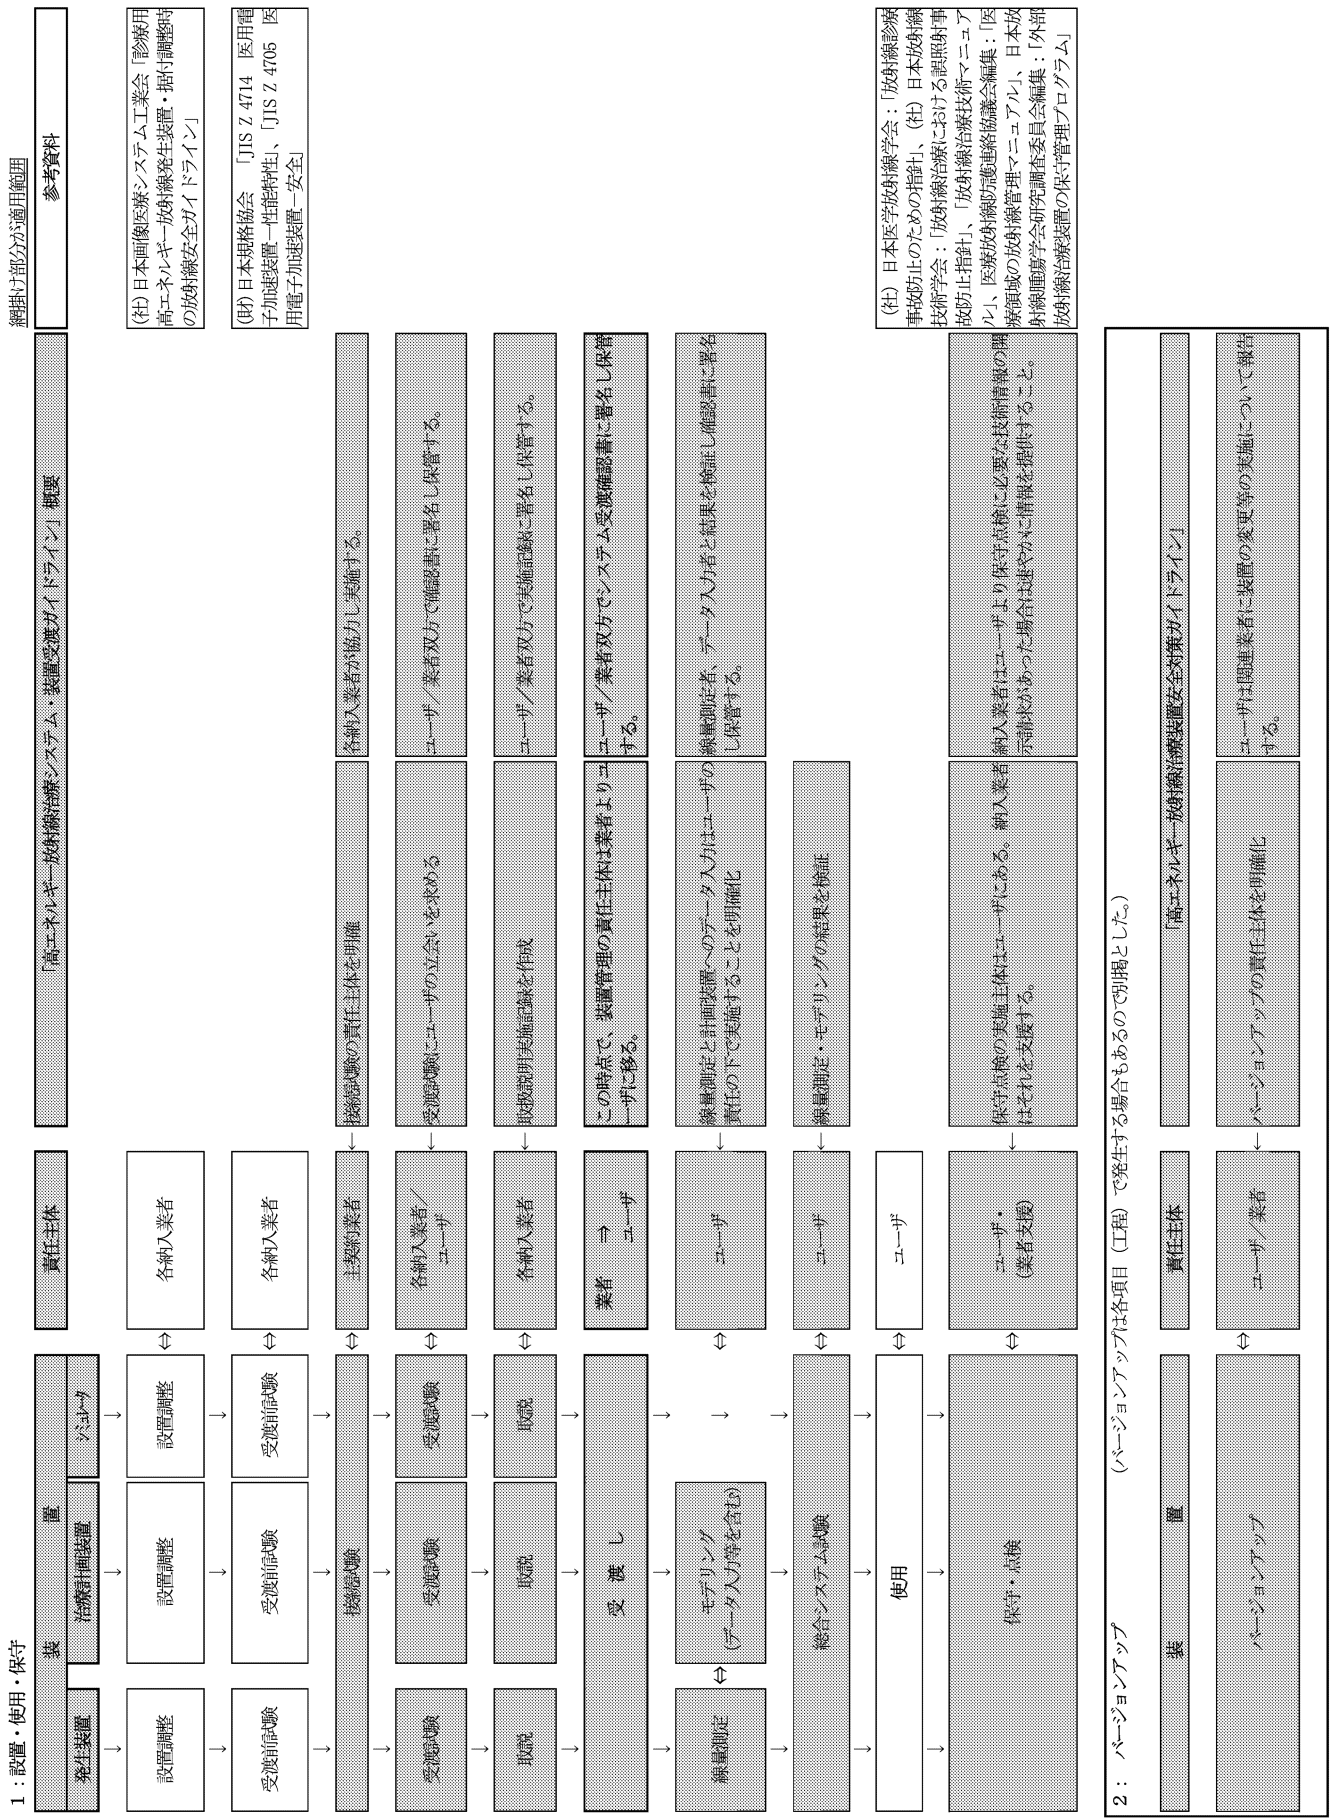 1：設置・使用・保守
網掛け部分が適用範囲
装　置
責任主体
「高エネルギー放射線治療システム・装置受渡ガイドライン」概要
参考資料
発生装置
治療計画装置
シミュレータ
↓
↓
↓
設置調整
設置調整
設置調整
⇔
各納入業者
(社)日本画像医療システム工業会「診療用
高エネルギー放射線発生装置・据付調整時
の放射線安全ガイドライン」
↓
↓
↓
受渡前試験
受渡前試験
受渡前試験
⇔
各納入業者
(財)日本規格協会　「JIS Z 4714　医用電
子加速装置－性能特性」、「JIS Z 4705　医
用電子加速装置－安全」
↓
↓
↓
接続試験
⇔
主契約業者
←
接続試験の責任主体を明確
各納入業者が協力し実施する。
↓
↓
↓
受渡試験
受渡試験
受渡試験
⇔
各納入業者／
ユーザ
←
受渡試験にユーザの立会いを求める
ユーザ／業者双方で確認書に署名し保管する。
↓
↓
↓
取説
取説
取説
⇔
各納入業者
←
取扱説明実施記録を作成
ユーザ／業者双方で実施記録に署名し保管する。
↓
↓
↓
受　渡　し
業者　⇒
ユーザ
この時点で、装置管理の責任主体は業者よりユ
ーザに移る。
ユーザ／業者双方でシステム受渡確認書に署名し保管
する。
↓
↓
↓
線量測定
⇔
モデリング
(データ入力等を含む)
↓
⇔
ユーザ
←
線量測定と計画装置へのデータ入力はユーザの
責任の下で実施することを明確化
線量測定者、データ入力者と結果を検証し確認書に署名
し保管する。
↓
↓
↓
総合システム試験
⇔
ユーザ
←
線量測定・モデリングの結果を検証
↓
↓
↓
使用
⇔
ユーザ
(社)日本医学放射線学会：「放射線診療
事故防止のための指針」、(社)日本放射線
技術学会：「放射線治療における誤照射事
故防止指針」、「放射線治療技術マニュア
ル」、医療放射線防護連絡協議会編集：「医
療領域の放射線管理マニュアル」、日本放
射線腫瘍学会研究調査委員会編集：「外部
放射線治療装置の保守管理プログラム」
↓
↓
↓
保守・点検
⇔
ユーザ・
(業者支援)
←
保守点検の実施主体はユーザにある。納入業者
はそれを支援する。
納入業者はユーザより保守点検に必要な技術情報の開
示請求があった場合は速やかに情報を提供すること。
2：　バージョンアップ　（バージョンアップは各項目（工程）で発生する場合もあるので別掲とした。）
装　置
責任主体
「高エネルギー放射線治療装置安全対策ガイドライン」
バージョンアップ
⇔
ユーザ／業者
←
バージョンアップの責任主体を明確化
ユーザは関連業者に装置の変更等の実施について報告
する。